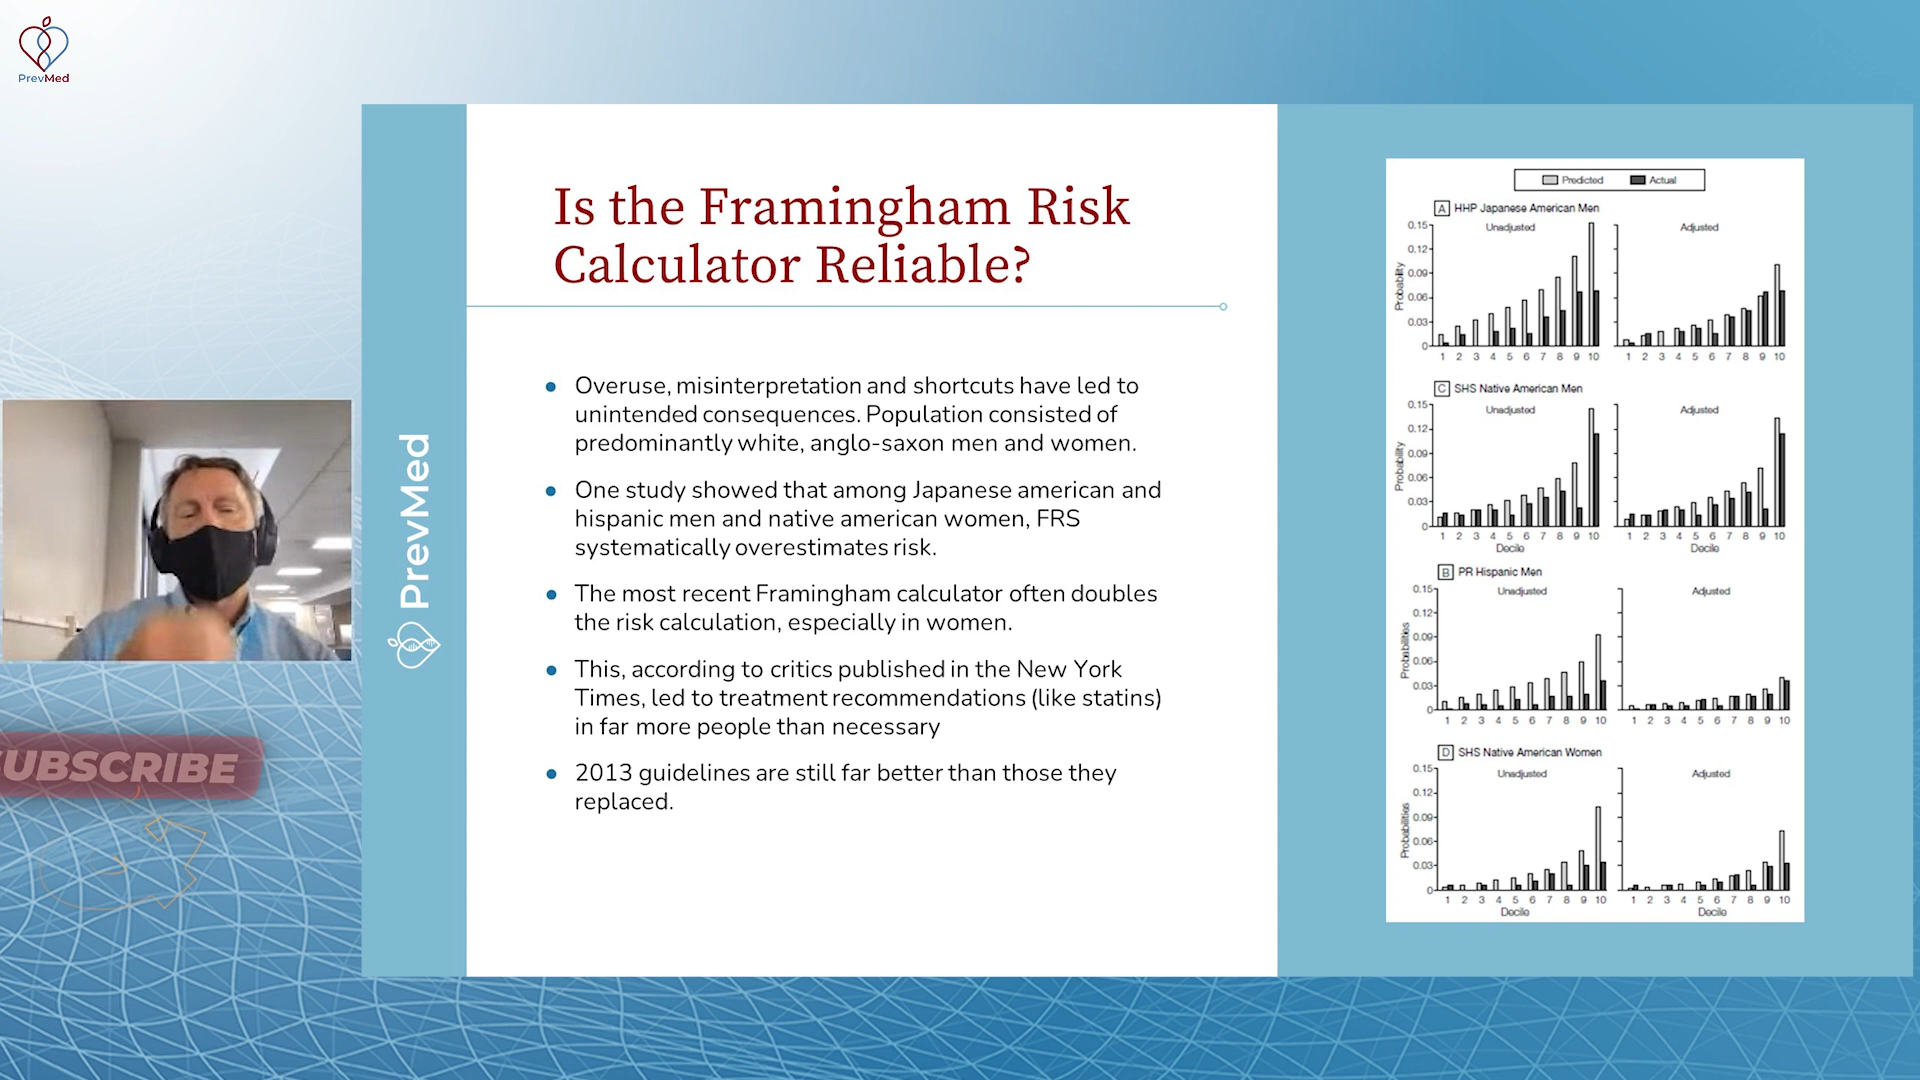 PrevMed
Is the Framingham Risk
Calculator Reliable?
Overuse, misinterpretation and shortcuts have led to
unintended consequences. Population consisted of
predominantly white, anglo-saxon men and women.
One study showed that among Japanese american and
hispanic men and native american women, FRS
systematically overestimates risk.
The most recent Framingham calculator often doubles
the risk calculation, especially in women.
This, according to critics published in the New York
Times, led to treatment recommendations (like statins)
in far more people than necessary
2013 guidelines are still far better than those they
replaced.
PrevMed
UBSCRIBE
Predicted Actual
A HHP Japanese American Men
Unadjusted Adjusted
Probability
0.15
0.12
0.09
0.06
0.03
0
1 2 3 4 5 6 7 8 9 10 1 2 3 4 5 6 7 8 9 10
C SHS Native American Men
Unadjusted Adjusted
Probability
0.15
0.12
0.09
0.06
0.03
0
1 2 3 4 5 6 7 8 9 10 1 2 3 4 5 6 7 8 9 10
Decile Decile
B PR Hispanic Men
Unadjusted Adjusted
Probabilities
0.15
0.12
0.09
0.06
0.03
0
1 2 3 4 5 6 7 8 9 10 1 2 3 4 5 6 7 8 9 10
D SHS Native American Women
Unadjusted Adjusted
Probabilities
0.15
0.12
0.09
0.06
0.03
0
1 2 3 4 5 6 7 8 9 10 1 2 3 4 5 6 7 8 9 10
Decile Decile